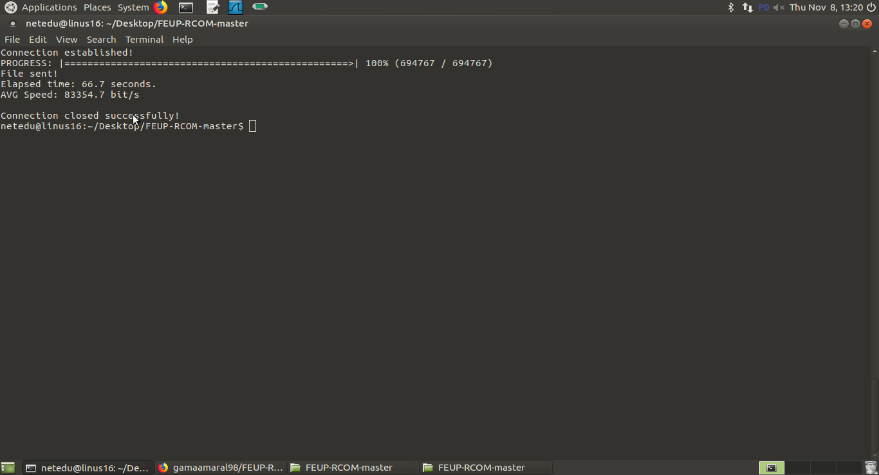 Applications Places System Thu Nov 8, 13:20
netedu@linus16: ~/Desktop/FEUP-RCOM-master
File Edit View Search Terminal Help
Connection established!
PROGRESS: |=================================================>| 100% (694767 / 694767)
File sent!
Elapsed time: 66.7 seconds.
AVG Speed: 83354.7 bit/s
Connection closed successfully!
netedu@linus16:~/Desktop/FEUP-RCOM-master$
netedu@linus16: ~/De... gamaamaral98/FEUP-R... FEUP-RCOM-master FEUP-RCOM-master